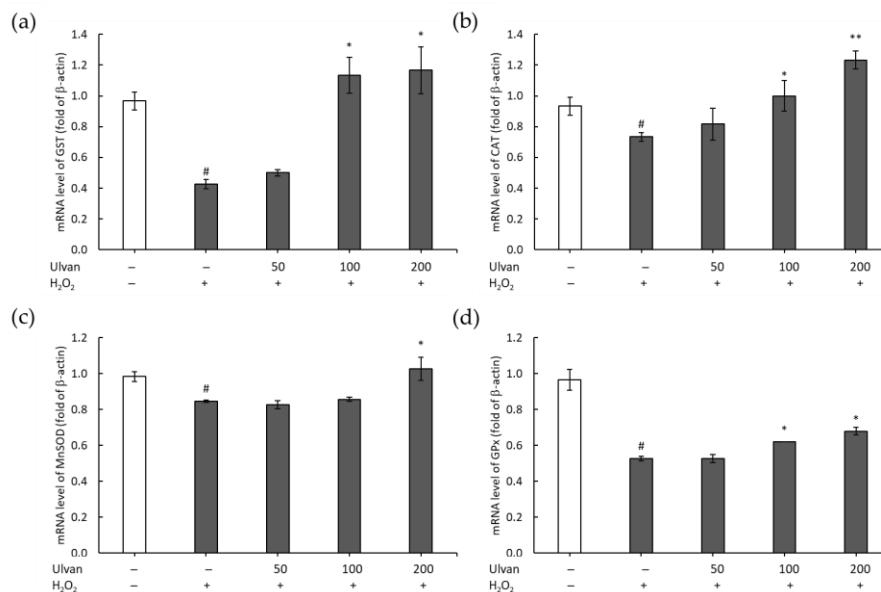 (a)
mRNA level of GST (fold of β-actin)
1.4
1.2
1.0
0.8
0.6
0.4
0.2
0.0
#
*
*
Ulvan – – 50 100 200
H₂O₂ – + + + +
(b)
mRNA level of CAT (fold of β-actin)
1.4
1.2
1.0
0.8
0.6
0.4
0.2
0.0
#
*
**
Ulvan – – 50 100 200
H₂O₂ – + + + +
(c)
mRNA level of MnSOD (fold of β-actin)
1.2
1.0
0.8
0.6
0.4
0.2
0.0
#
*
Ulvan – – 50 100 200
H₂O₂ – + + + +
(d)
mRNA level of GPx (fold of β-actin)
1.2
1.0
0.8
0.6
0.4
0.2
0.0
#
*
*
Ulvan – – 50 100 200
H₂O₂ – + + + +